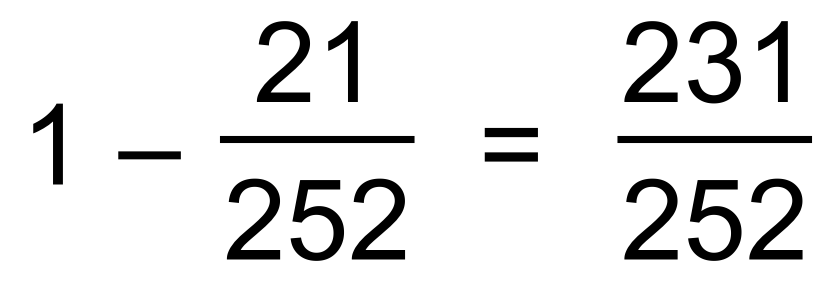 1 – 21/252 = 231/252